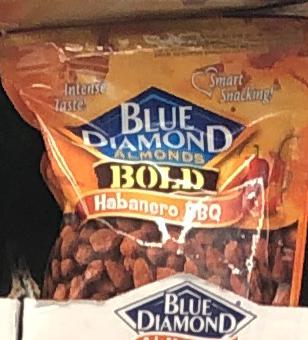 Intense
Taste
Smart
Snacking!
BLUE
DIAMOND
ALMONDS
BOLD
Habanero BBQ
BLUE
DIAMOND